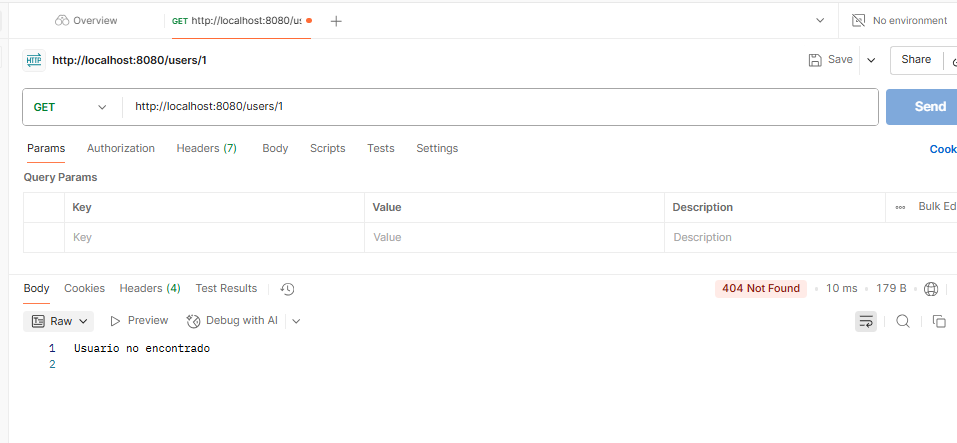 Overview GET http://localhost:8080/us No environment
HTTP http://localhost:8080/users/1 Save Share
GET http://localhost:8080/users/1 Send
Params Authorization Headers (7) Body Scripts Tests Settings Cook
Query Params
Key Value Description Bulk Ed
Key Value Description
Body Cookies Headers (4) Test Results 404 Not Found 10 ms 179 B
Raw Preview Debug with AI
1 Usuario no encontrado
2